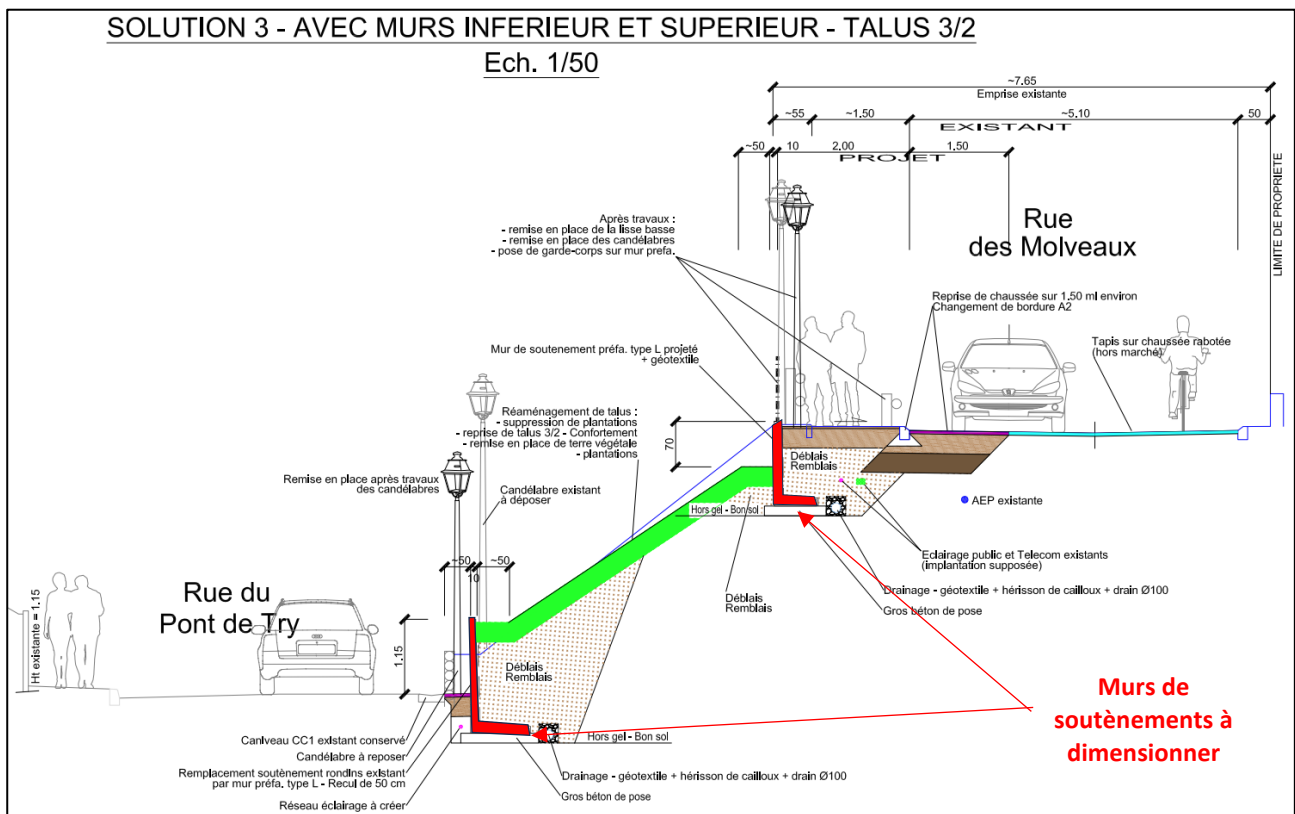 SOLUTION 3 - AVEC MURS INFERIEUR ET SUPERIEUR - TALUS 3/2
Ech. 1/50
~7.65
Emprise existante
~55
~1.50
~5.10
50
EXISTANT
~50
10
2,00
1,50
PROJET
LIMITE DE PROPRIETE
Après travaux :
- remise en place de la lisse basse
- remise en place des candélabres
- pose de garde-corps sur mur prefa.
Rue
des Molveaux
Reprise de chaussée sur 1.50 ml environ
Changement de bordure A2
Tapis sur chaussée rabotée
(hors marché)
Mur de soutenement préfa. type L projeté
+ géotextile
Réaménagement de talus :
- suppression de plantations
- reprise de talus 3/2 - Confortement
- remise en place de terre végétale
- plantations
70
Déblais
Remblais
Remise en place après travaux
des candélabres
Candélabre existant
à déposer
AEP existante
Hors gel - Bon sol
Déblais
Remblais
Eclairage public et Telecom existants
(implantation supposée)
Drainage - géotextile + hérisson de cailloux + drain Ø100
Gros béton de pose
~50
10
~50
Rue du
Pont de Try
Ht existante = 1.15
1,15
Déblais
Remblais
Murs de
soutènements à
dimensionner
Caniveau CC1 existant conservé
Candélabre à reposer
Remplacement soutènement rondins existant
par mur préfa. type L - Recul de 50 cm
Réseau éclairage à créer
Hors gel - Bon sol
Drainage - géotextile + hérisson de cailloux + drain Ø100
Gros béton de pose